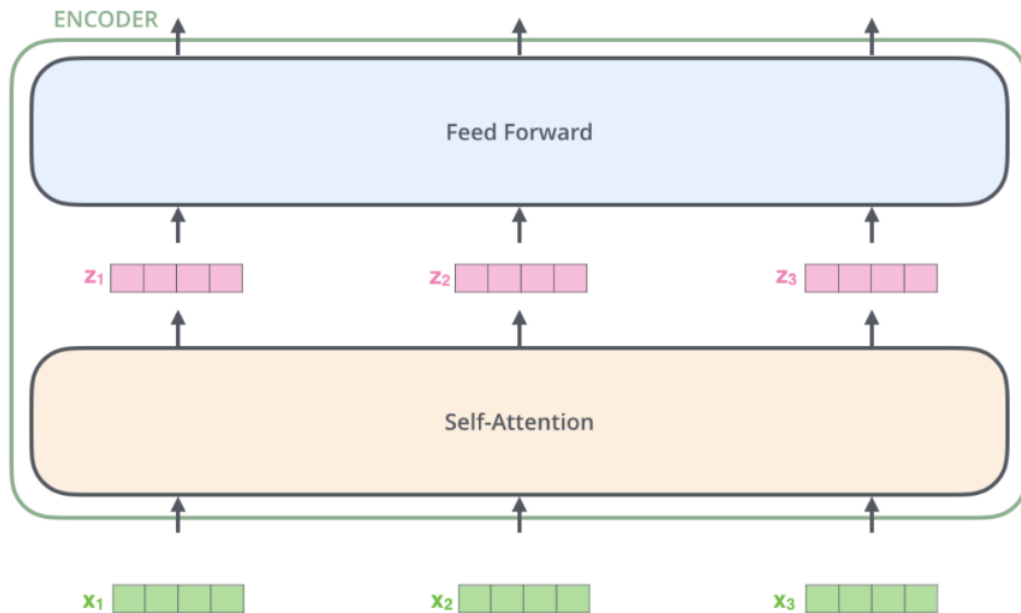 ENCODER
Feed Forward
z₁ z₂ z₃
Self-Attention
x₁ x₂ x₃